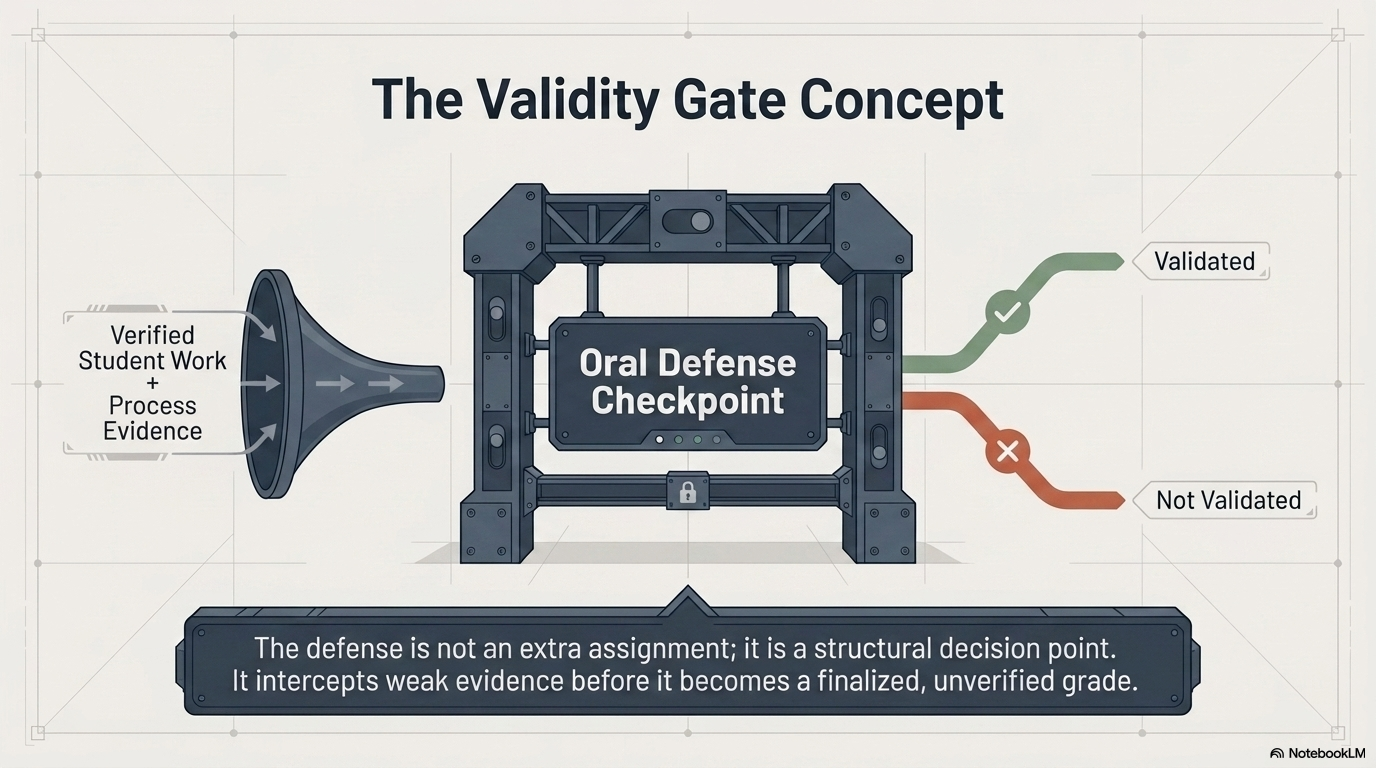 The Validity Gate Concept
Verified
Student Work
+
Process
Evidence
Oral Defense
Checkpoint
Validated
Not Validated
The defense is not an extra assignment; it is a structural decision point.
It intercepts weak evidence before it becomes a finalized, unverified grade.
NotebookLM